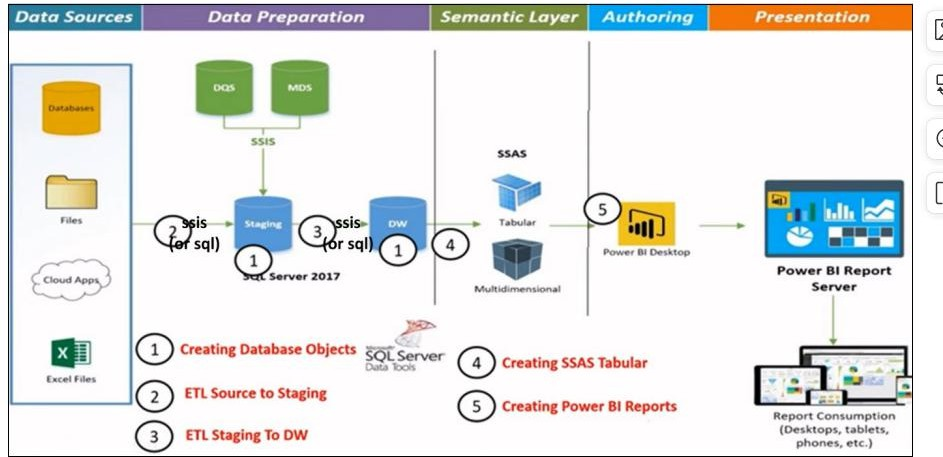 Data Sources
Data Preparation
Semantic Layer
Authoring
Presentation
Databases
Files
Cloud Apps
Excel Files
DQS
MDS
SSIS
2
ssis
(or sql)
Staging
1
3
ssis
(or sql)
DW
1
SQL Server 2017
4
SSAS
Tabular
Multidimensional
5
Power BI Desktop
Power BI Report
Server
Report Consumption
(Desktops, tablets,
phones, etc.)
1 Creating Database Objects
2 ETL Source to Staging
3 ETL Staging To DW
Microsoft
SQL Server
Data Tools
4 Creating SSAS Tabular
5 Creating Power BI Reports